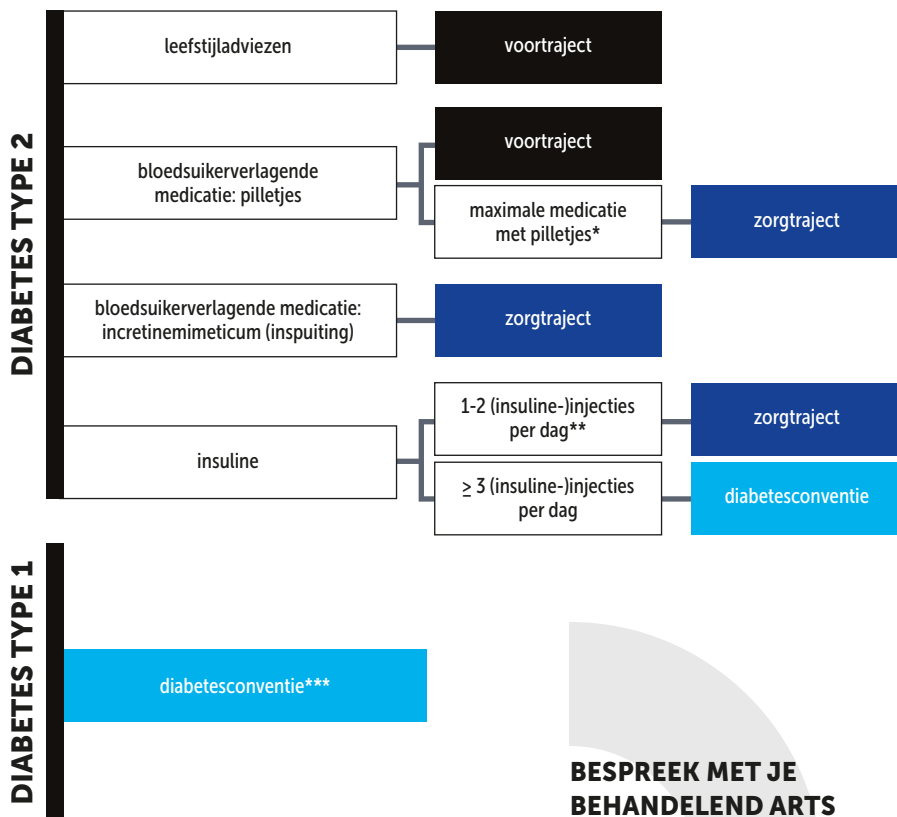 DIABETES TYPE 2
leefstijladviezen
voortraject
bloedsuikerverlagende
medicatie: pilletjes
voortraject
maximale medicatie
met pilletjes*
zorgtraject
bloedsuikerverlagende medicatie:
incretinemimeticum (inspuiting)
zorgtraject
insuline
1-2 (insuline-)injecties
per dag**
zorgtraject
≥ 3 (insuline-)injecties
per dag
diabetesconventie
DIABETES TYPE 1
diabetesconventie***
BESPREEK MET JE
BEHANDELEND ARTS